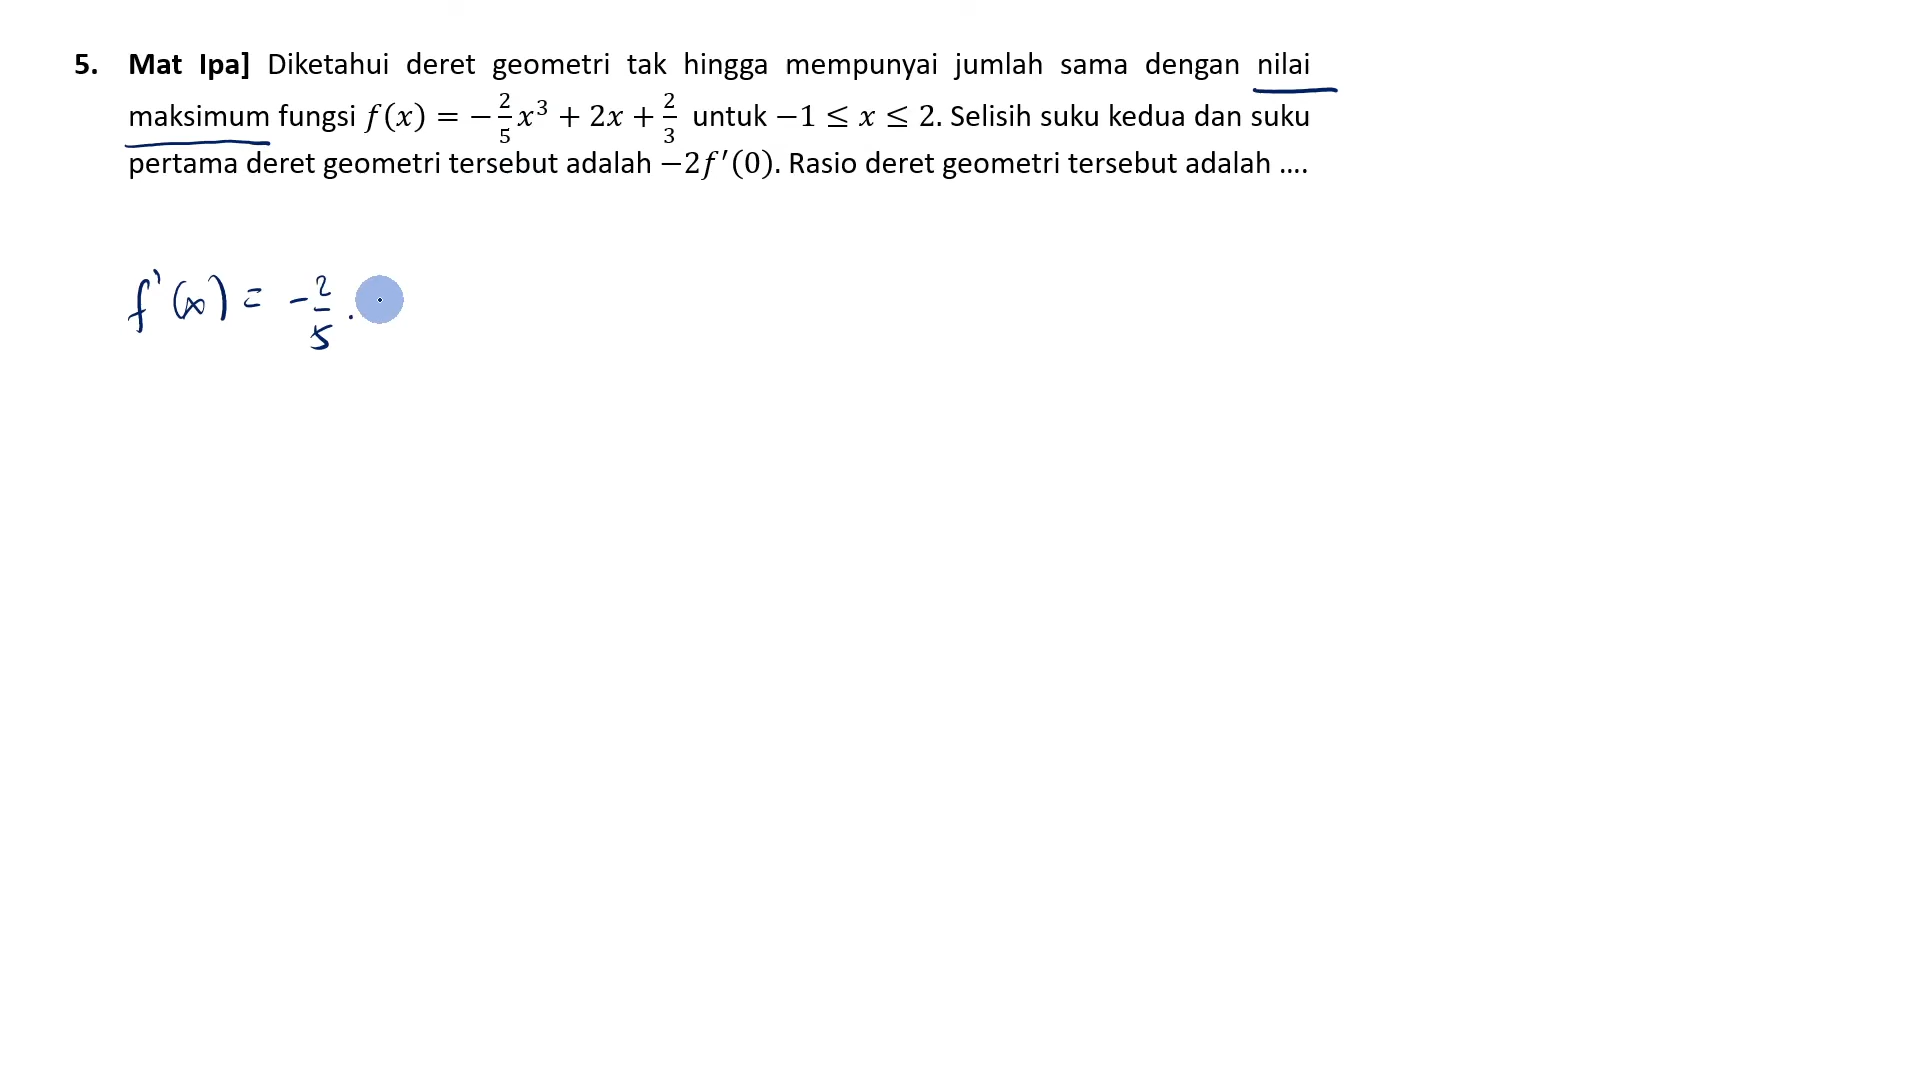 5. Mat Ipa] Diketahui deret geometri tak hingga mempunyai jumlah sama dengan nilai
maksimum fungsi f(x) = −2/5x³ + 2x + 2/3 untuk −1 ≤ x ≤ 2. Selisih suku kedua dan suku
pertama deret geometri tersebut adalah −2f′(0). Rasio deret geometri tersebut adalah ....
f'(x) = -2/5 .